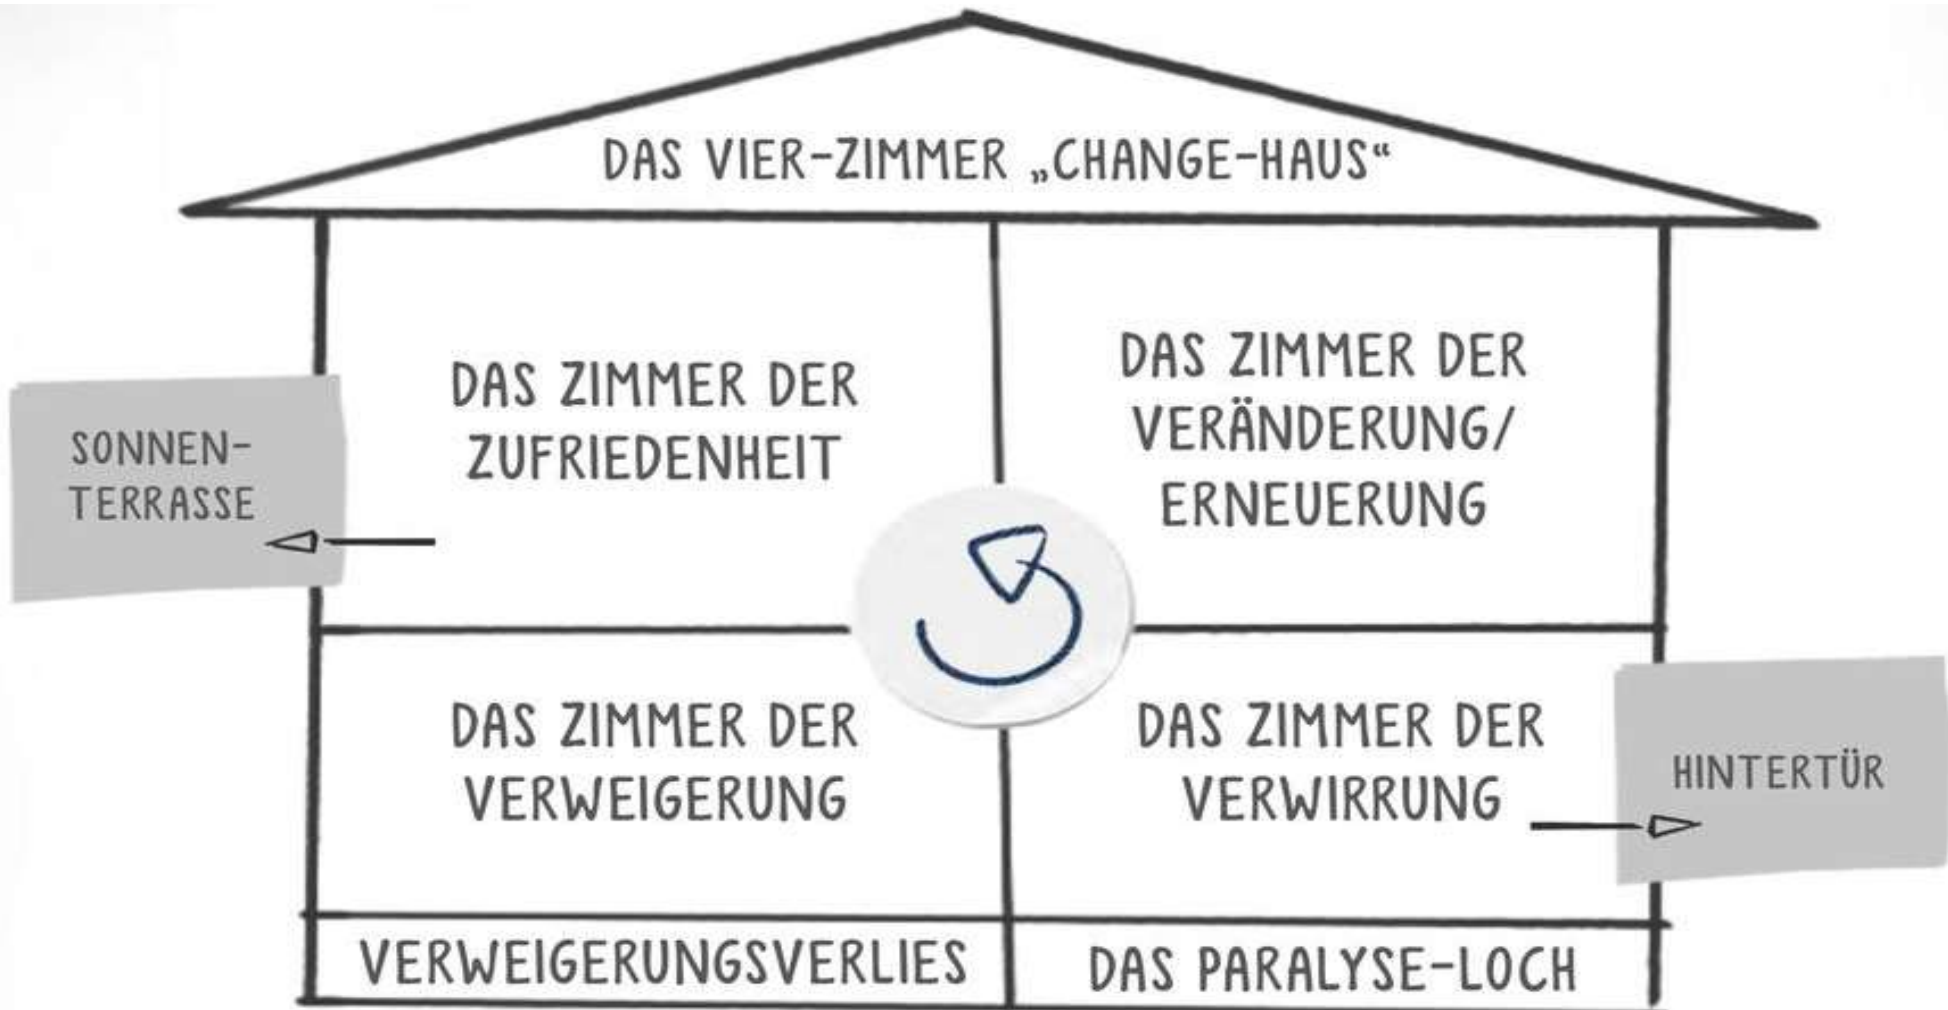 DAS VIER-ZIMMER „CHANGE-HAUS“
DAS ZIMMER DER
ZUFRIEDENHEIT
DAS ZIMMER DER
VERÄNDERUNG/
ERNEUERUNG
SONNEN-
TERRASSE
DAS ZIMMER DER
VERWEIGERUNG
DAS ZIMMER DER
VERWIRRUNG
HINTERTÜR
VERWEIGERUNGSVERLIES
DAS PARALYSE-LOCH